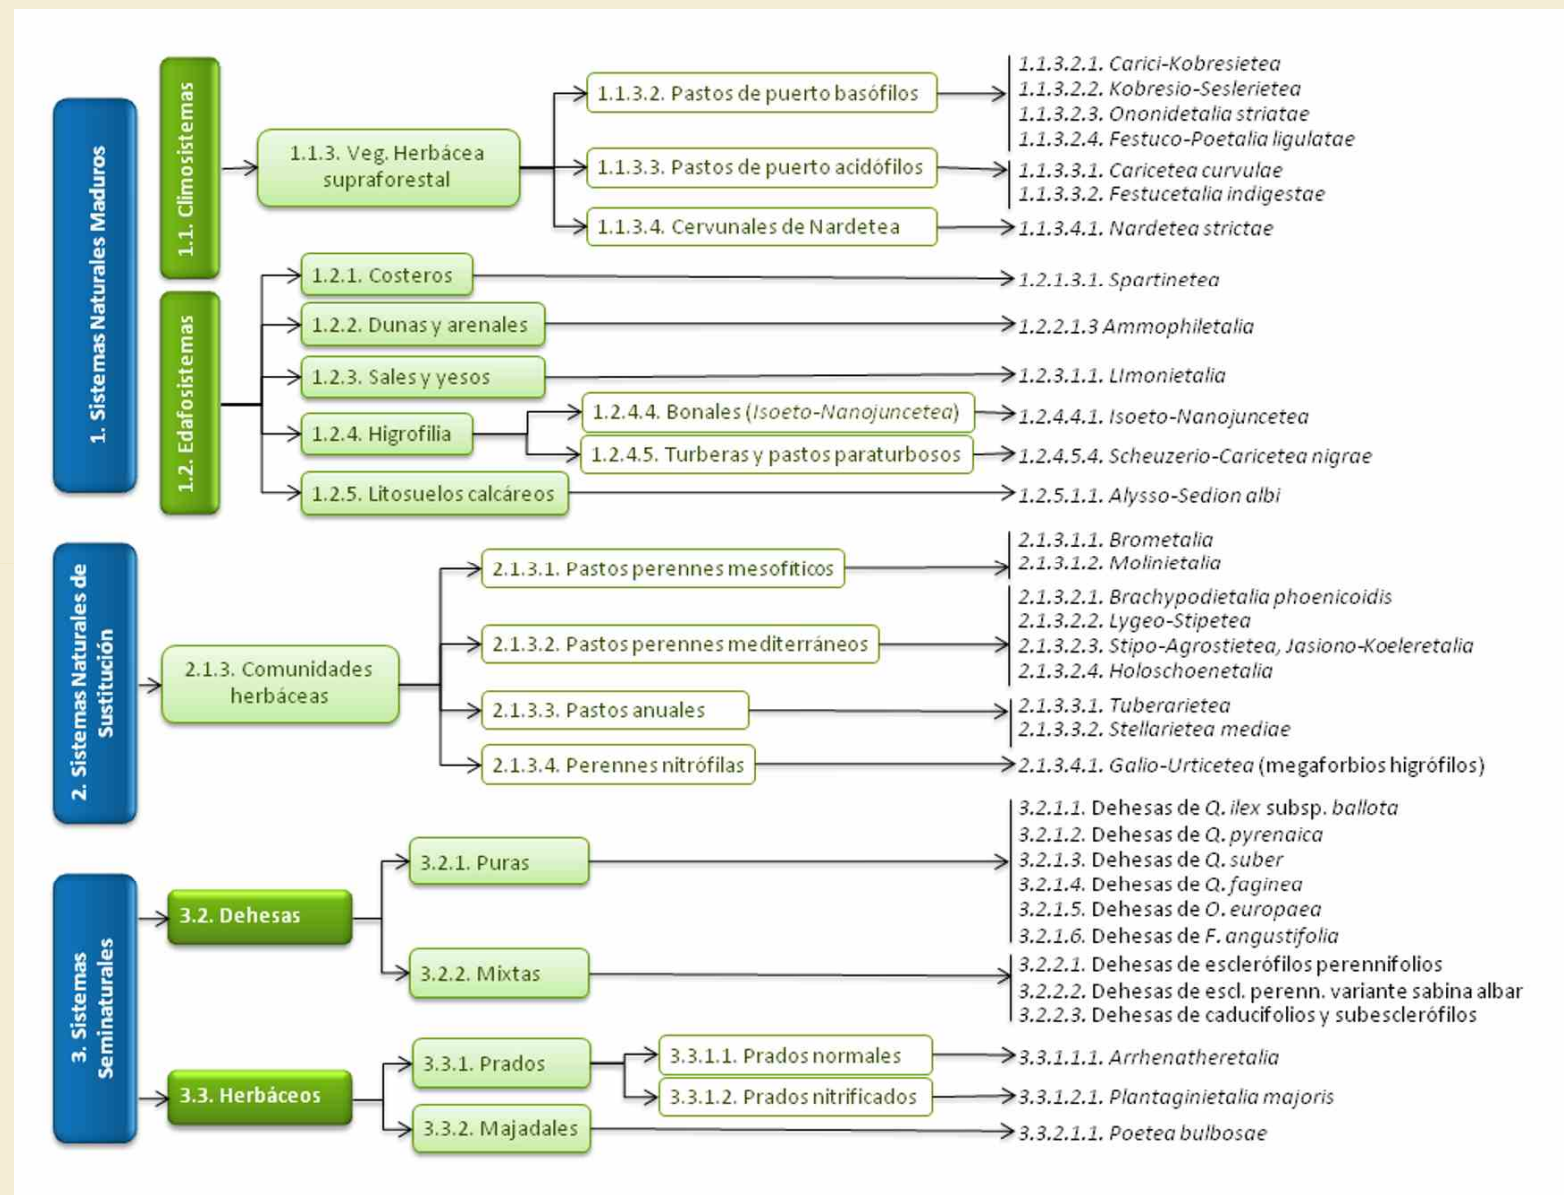 1. Sistemas Naturales Maduros
1.1. Climosistemas
1.1.3. Veg. Herbácea
supraforestal
1.1.3.2. Pastos de puerto basófilos
1.1.3.2.1. Carici-Kobresietea
1.1.3.2.2. Kobresio-Seslerietea
1.1.3.2.3. Ononidetalia striatae
1.1.3.2.4. Festuco-Poetalia ligulatae
1.1.3.3. Pastos de puerto acidófilos
1.1.3.3.1. Caricetea curvulae
1.1.3.3.2. Festucetalia indigestae
1.1.3.4. Cervunales de Nardetea
1.1.3.4.1. Nardetea strictae
1.2. Edafosistemas
1.2.1. Costeros
1.2.1.3.1. Spartinetea
1.2.2. Dunas y arenales
1.2.2.1.3 Ammophiletalia
1.2.3. Sales y yesos
1.2.3.1.1. LImonietalia
1.2.4. Higrofilia
1.2.4.4. Bonales (Isoeto-Nanojuncetea)
1.2.4.4.1. Isoeto-Nanojuncetea
1.2.4.5. Turberas y pastos paraturbosos
1.2.4.5.4. Scheuzerio-Caricetea nigrae
1.2.5. Litosuelos calcáreos
1.2.5.1.1. Alysso-Sedion albi
2. Sistemas Naturales de
Sustitución
2.1.3. Comunidades
herbáceas
2.1.3.1. Pastos perennes mesofíticos
2.1.3.1.1. Brometalia
2.1.3.1.2. Molinietalia
2.1.3.2. Pastos perennes mediterráneos
2.1.3.2.1. Brachypodietalia phoenicoidis
2.1.3.2.2. Lygeo-Stipetea
2.1.3.2.3. Stipo-Agrostietea, Jasiono-Koeleretalia
2.1.3.2.4. Holoschoenetalia
2.1.3.3. Pastos anuales
2.1.3.3.1. Tuberarietea
2.1.3.3.2. Stellarietea mediae
2.1.3.4. Perennes nitrófilas
2.1.3.4.1. Galio-Urticetea (megaforbios higrófilos)
3. Sistemas
Seminaturales
3.2. Dehesas
3.2.1. Puras
3.2.1.1. Dehesas de Q. ilex subsp. ballota
3.2.1.2. Dehesas de Q. pyrenaica
3.2.1.3. Dehesas de Q. suber
3.2.1.4. Dehesas de Q. faginea
3.2.1.5. Dehesas de O. europaea
3.2.1.6. Dehesas de F. angustifolia
3.2.2. Mixtas
3.2.2.1. Dehesas de esclerófilos perennifolios
3.2.2.2. Dehesas de escl. perenn. variante sabina albar
3.2.2.3. Dehesas de caducifolios y subesclerófilos
3.3. Herbáceos
3.3.1. Prados
3.3.1.1. Prados normales
3.3.1.1.1. Arrhenatheretalia
3.3.1.2. Prados nitrificados
3.3.1.2.1. Plantaginietalia majoris
3.3.2. Majadales
3.3.2.1.1. Poetea bulbosae